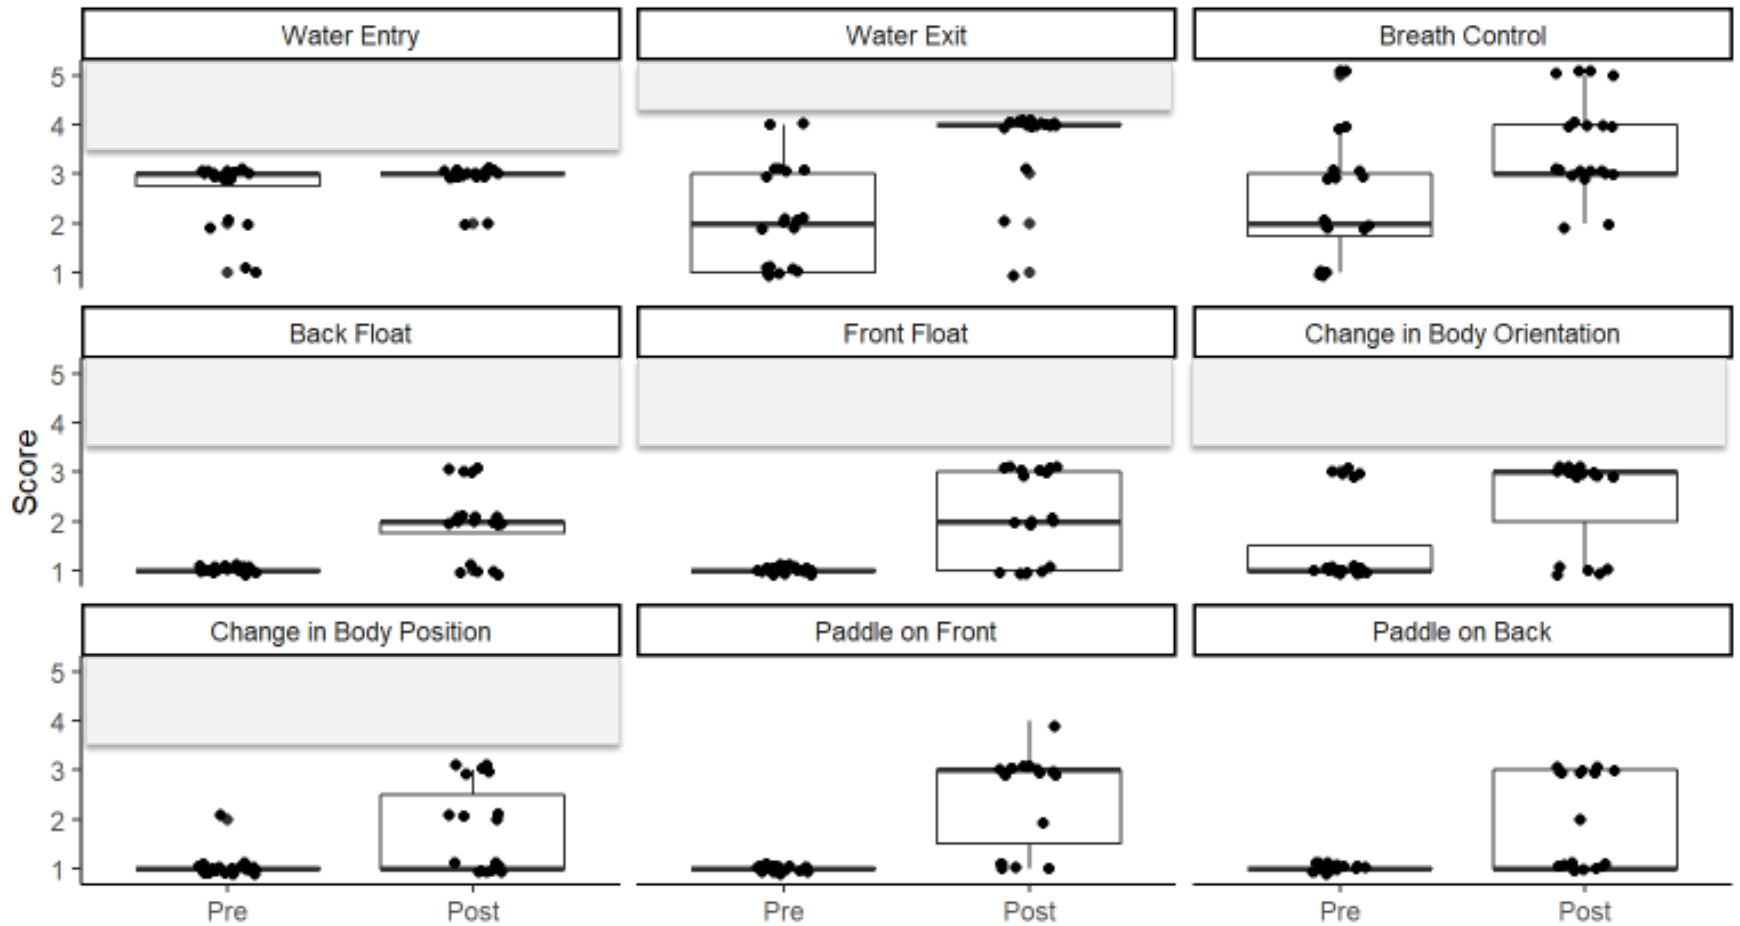 Water Entry
Water Exit
Breath Control
5
4
3
2
1
Back Float
Front Float
Change in Body Orientation
5
4
3
2
1
Score
Change in Body Position
Paddle on Front
Paddle on Back
5
4
3
2
1
Pre
Post
Pre
Post
Pre
Post